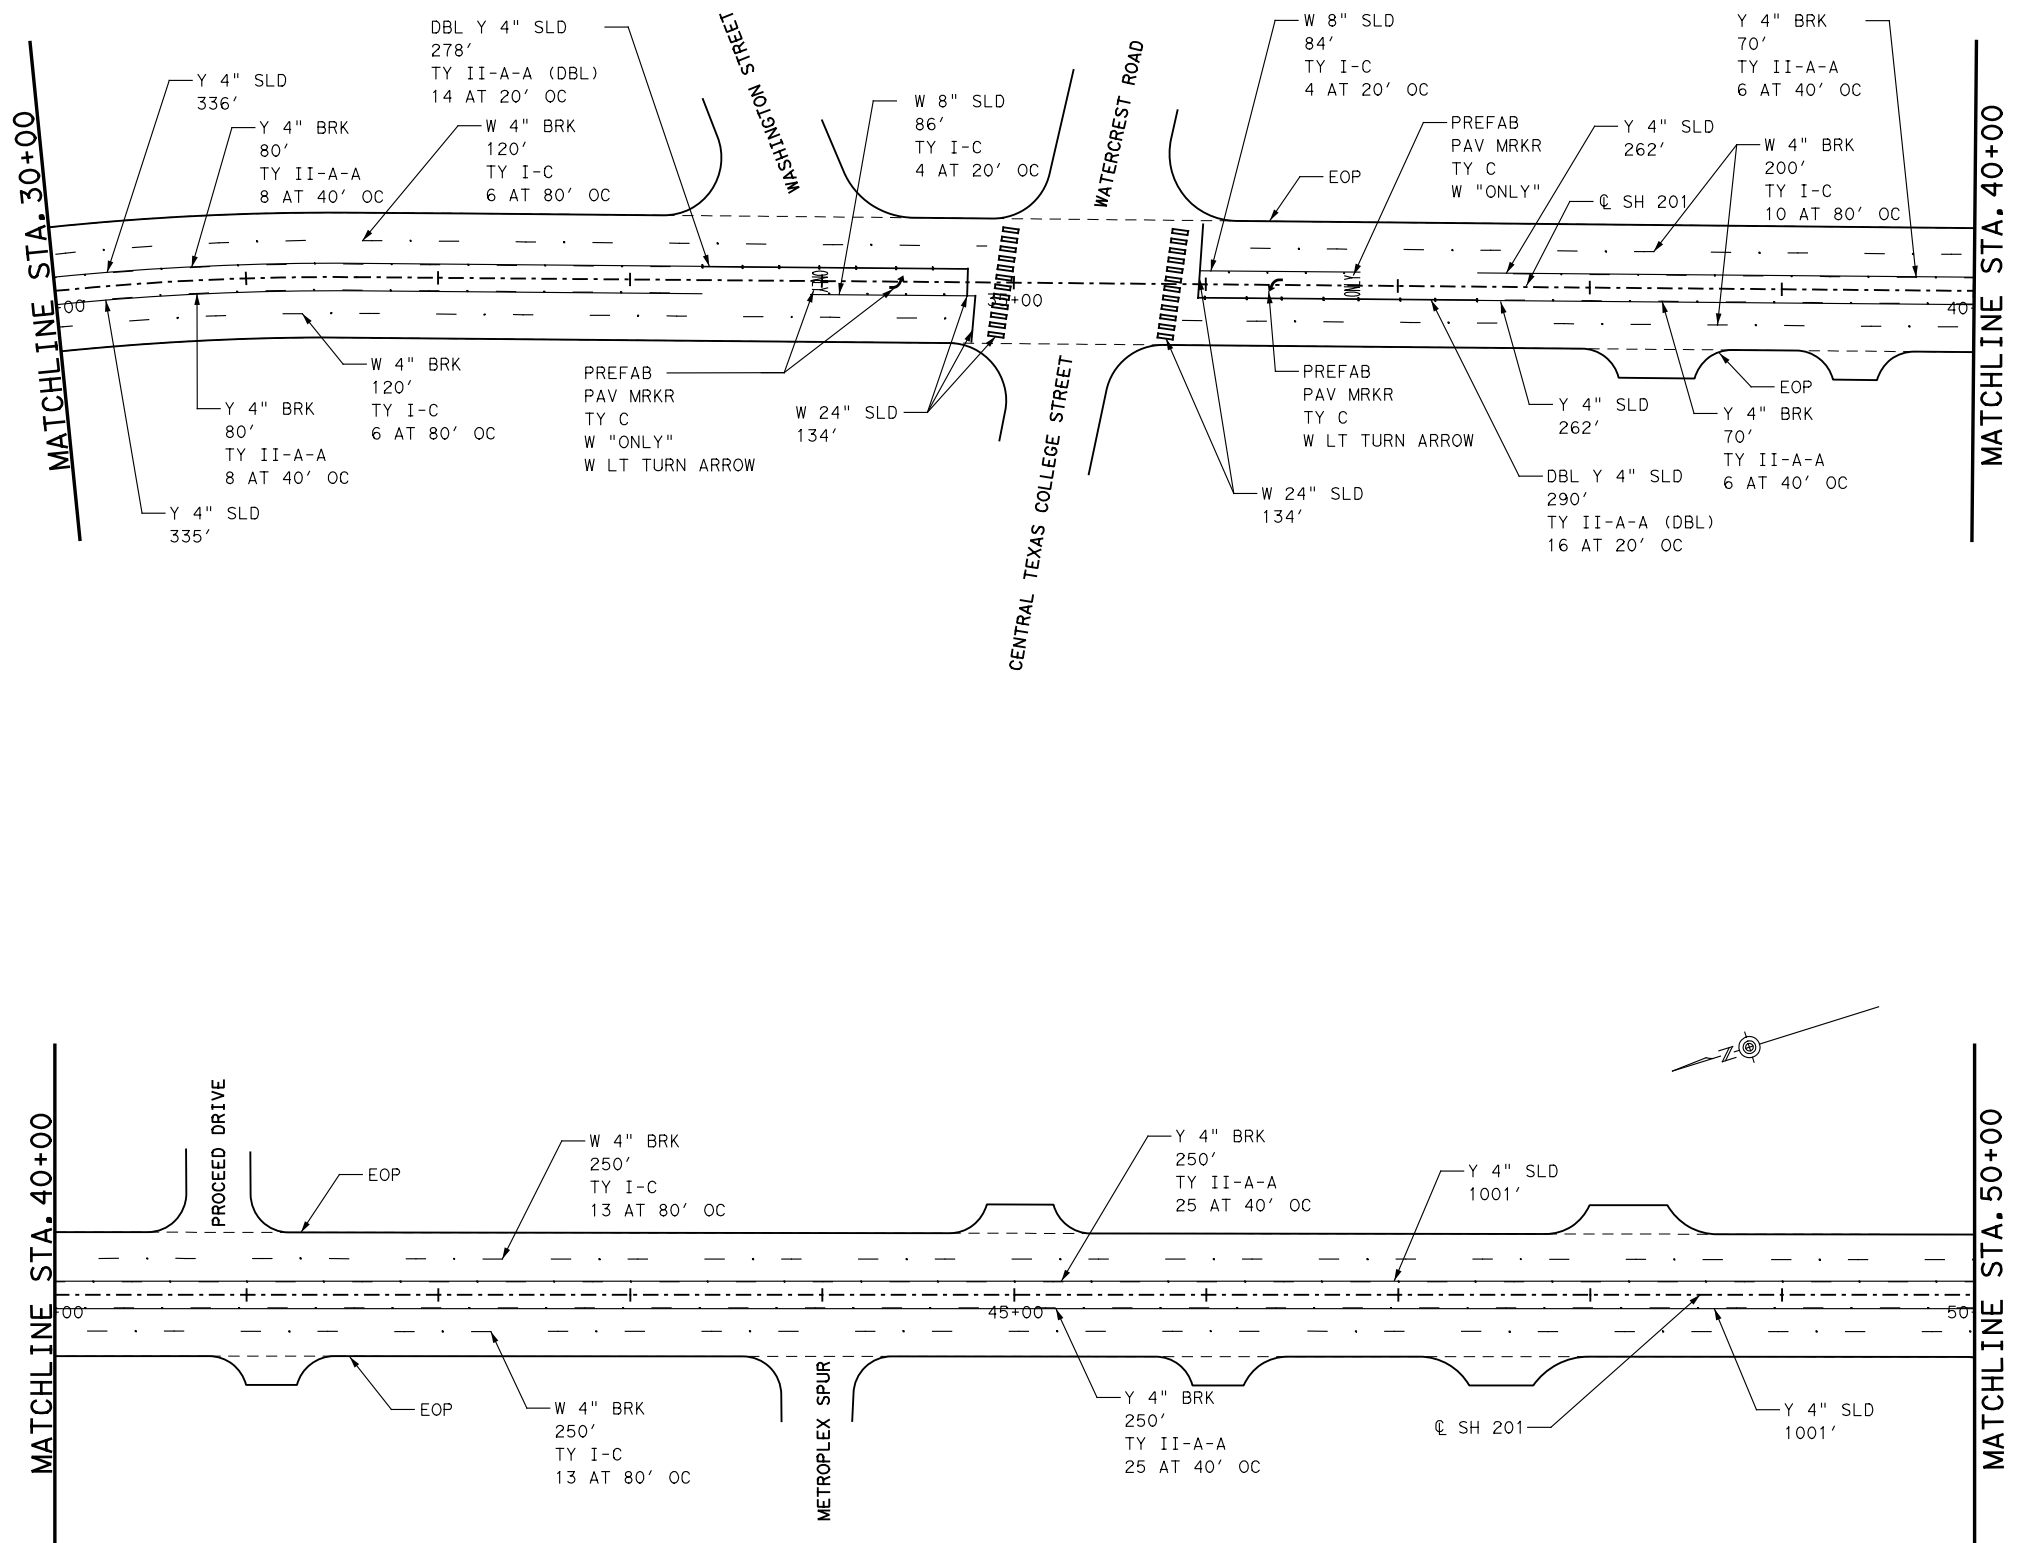 MATCHLINE STA. 30+00
Y 4" SLD
336'
Y 4" BRK
80'
TY II-A-A
8 AT 40' OC
DBL Y 4" SLD
278'
TY II-A-A (DBL)
14 AT 20' OC
W 4" BRK
120'
TY I-C
6 AT 80' OC
WASHINGTON STREET
W 8" SLD
86'
TY I-C
4 AT 20' OC
WATERCREST ROAD
W 8" SLD
84'
TY I-C
4 AT 20' OC
EOP
PREFAB
PAV MRKR
TY C
W "ONLY"
Y 4" SLD
262'
℄ SH 201
Y 4" BRK
70'
TY II-A-A
6 AT 40' OC
W 4" BRK
200'
TY I-C
10 AT 80' OC
MATCHLINE STA. 40+00
00
ONLY
35+00
ONLY
40
Y 4" SLD
335'
Y 4" BRK
80'
TY II-A-A
8 AT 40' OC
W 4" BRK
120'
TY I-C
6 AT 80' OC
PREFAB
PAV MRKR
TY C
W "ONLY"
W LT TURN ARROW
W 24" SLD
134'
CENTRAL TEXAS COLLEGE STREET
W 24" SLD
134'
PREFAB
PAV MRKR
TY C
W LT TURN ARROW
Y 4" SLD
262'
DBL Y 4" SLD
290'
TY II-A-A (DBL)
16 AT 20' OC
Y 4" BRK
70'
TY II-A-A
6 AT 40' OC
EOP
N
MATCHLINE STA. 40+00
PROCEED DRIVE
EOP
W 4" BRK
250'
TY I-C
13 AT 80' OC
Y 4" BRK
250'
TY II-A-A
25 AT 40' OC
Y 4" SLD
1001'
MATCHLINE STA. 50+00
00
45+00
50
EOP
W 4" BRK
250'
TY I-C
13 AT 80' OC
METROPLEX SPUR
Y 4" BRK
250'
TY II-A-A
25 AT 40' OC
℄ SH 201
Y 4" SLD
1001'